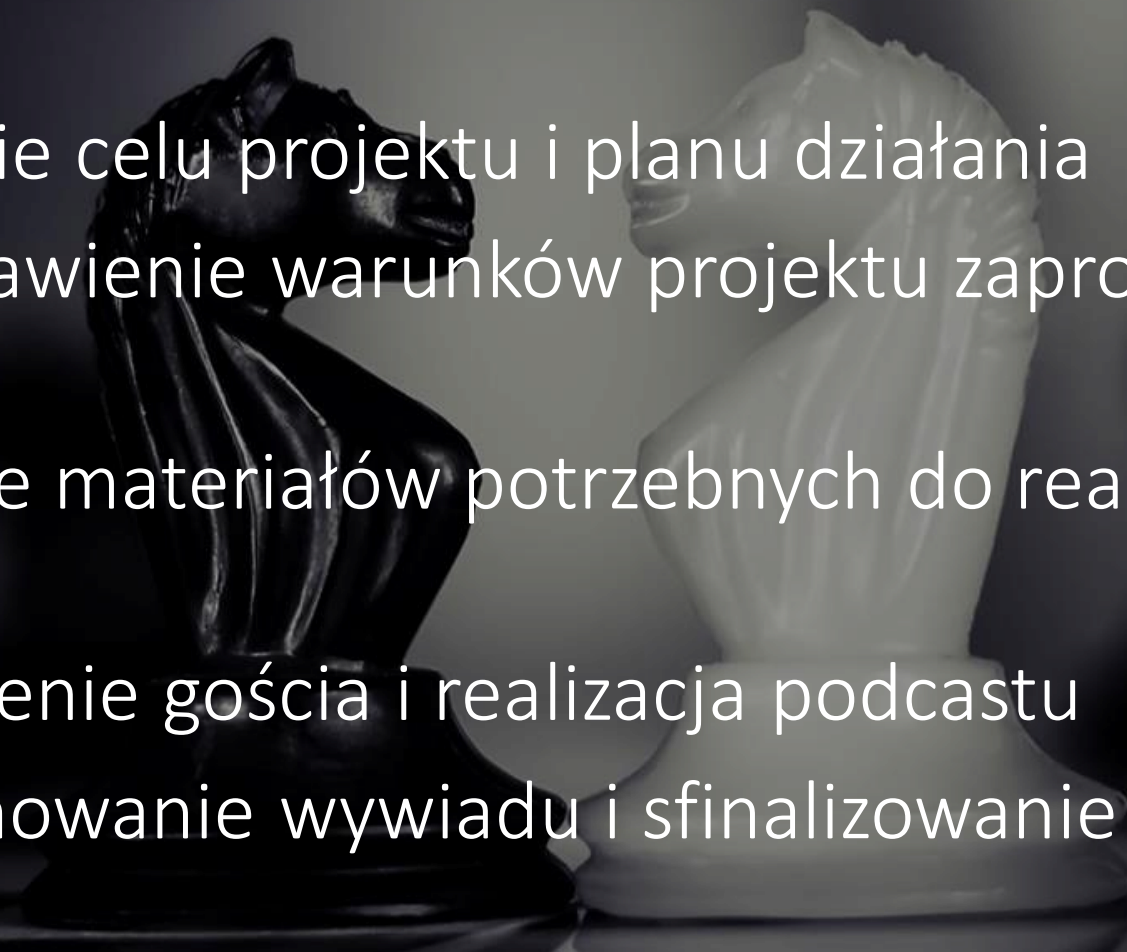 ie celu projektu i planu działania
awienie warunków projektu zapro
e materiałów potrzebnych do rea
enie gościa i realizacja podcastu
nowanie wywiadu i sfinalizowanie